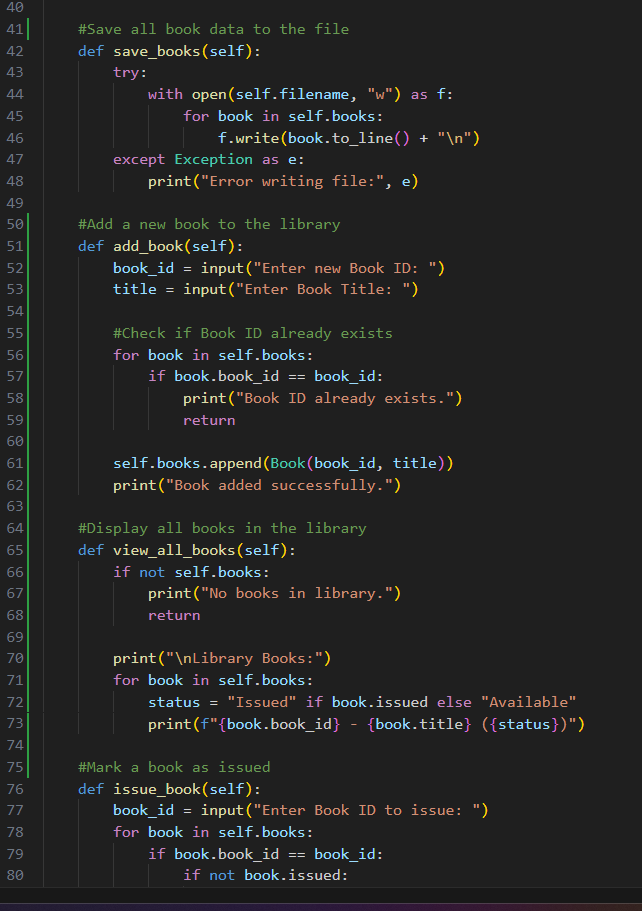 40
41 #Save all book data to the file
42 def save_books(self):
43 try:
44 with open(self.filename, "w") as f:
45 for book in self.books:
46 f.write(book.to_line() + "\n")
47 except Exception as e:
48 print("Error writing file:", e)
49
50 #Add a new book to the library
51 def add_book(self):
52 book_id = input("Enter new Book ID: ")
53 title = input("Enter Book Title: ")
54
55 #Check if Book ID already exists
56 for book in self.books:
57 if book.book_id == book_id:
58 print("Book ID already exists.")
59 return
60
61 self.books.append(Book(book_id, title))
62 print("Book added successfully.")
63
64 #Display all books in the library
65 def view_all_books(self):
66 if not self.books:
67 print("No books in library.")
68 return
69
70 print("\nLibrary Books:")
71 for book in self.books:
72 status = "Issued" if book.issued else "Available"
73 print(f"{book.book_id} - {book.title} ({status})")
74
75 #Mark a book as issued
76 def issue_book(self):
77 book_id = input("Enter Book ID to issue: ")
78 for book in self.books:
79 if book.book_id == book_id:
80 if not book.issued: